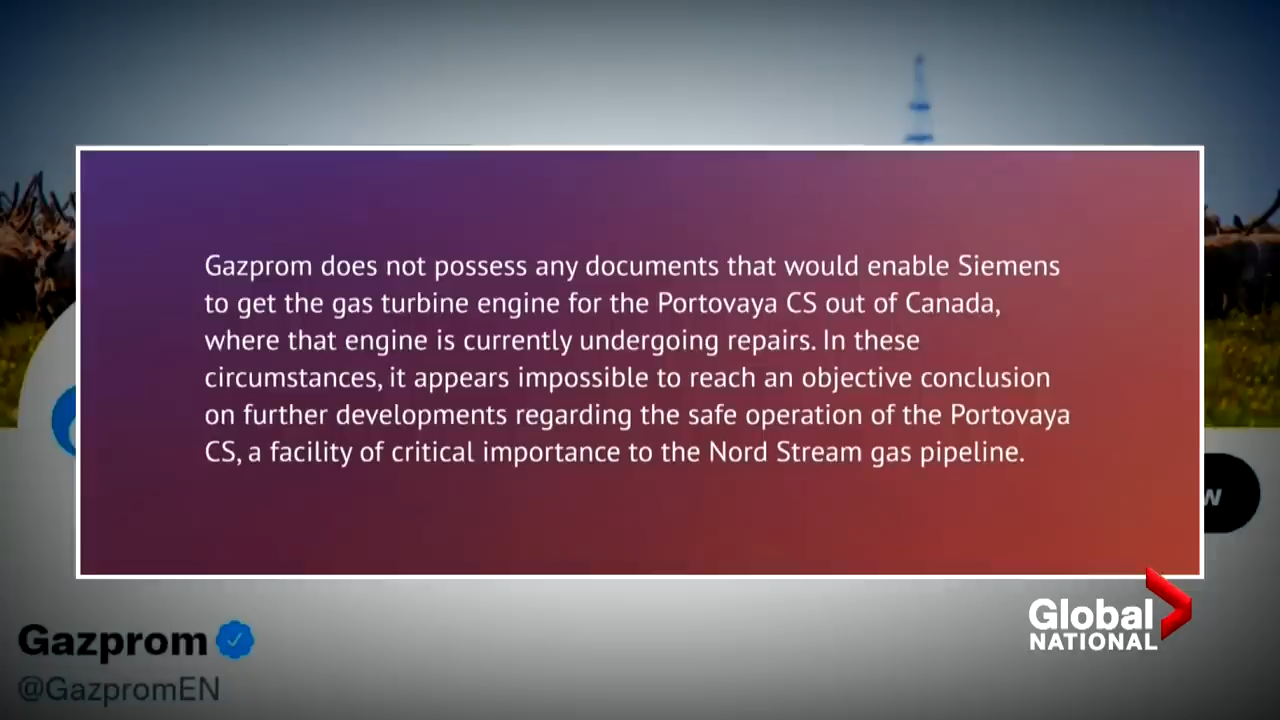 Gazprom does not possess any documents that would enable Siemens
to get the gas turbine engine for the Portovaya CS out of Canada,
where that engine is currently undergoing repairs. In these
circumstances, it appears impossible to reach an objective conclusion
on further developments regarding the safe operation of the Portovaya
CS, a facility of critical importance to the Nord Stream gas pipeline.
w
Global
NATIONAL
Gazprom
@GazpromEN